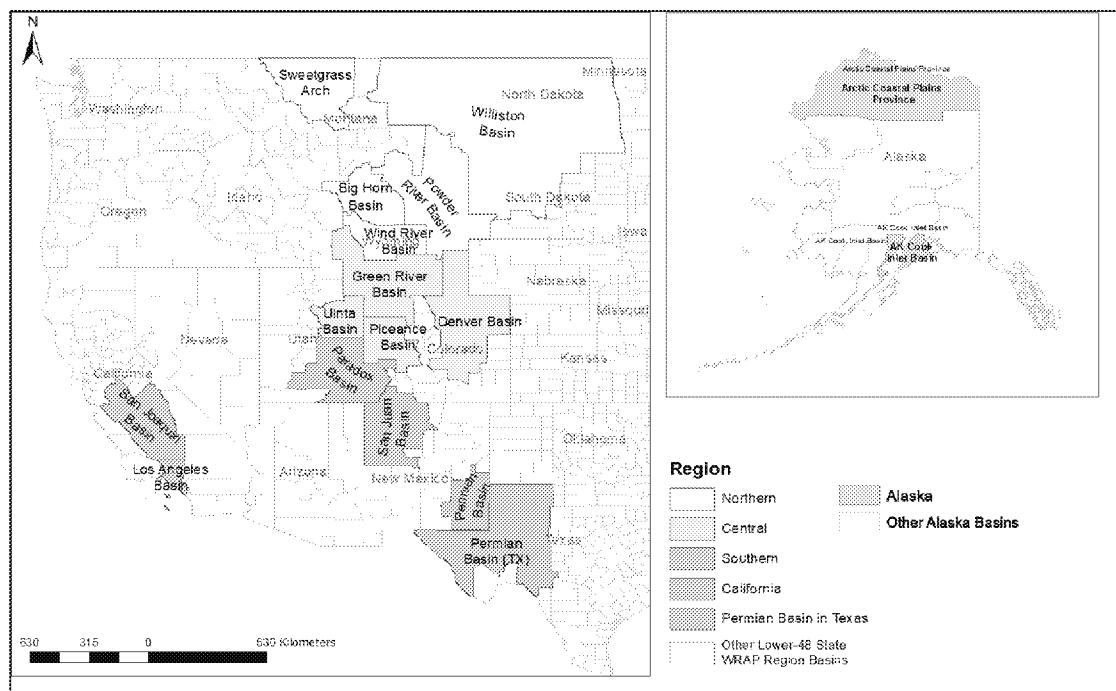 N
Sweetgrass
Arch
Minnesota
Washington
Montana
North Dakota
Williston
Basin
Idaho
Oregon
Big Horn
Basin
Powder
River Basin
South Dakota
Iowa
Wind River
Wyoming
Basin
Green River
Basin
Nebraska
Uinta
Basin
Utah
Piceance
Basin
Denver Basin
Colorado
Missouri
Nevada
Kansas
California
Paradox
Basin
San Joaquin
Basin
San Juan
Basin
Los Angeles
Basin
Arizona
New Mexico
Oklahoma
Permian
Basin
Permian
Basin (TX)
Texas
630 315 0 630 Kilometers
Arctic Coastal Plains Province
Arctic Coastal Plains
Province
Alaska
AK Cook Inlet Basin
AK Cook Inlet Basin
AK Cook
Inlet Basin
Region
Northern
Central
Southern
California
Permian Basin in Texas
Other Lower-48 State
WRAP Region Basins
Alaska
Other Alaska Basins